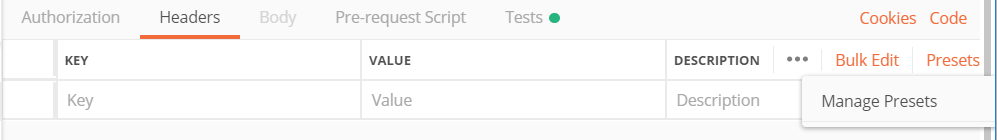 Authorization Headers Body Pre-request Script Tests Cookies Code
KEY VALUE DESCRIPTION ••• Bulk Edit Presets
Key Value Description Manage Presets